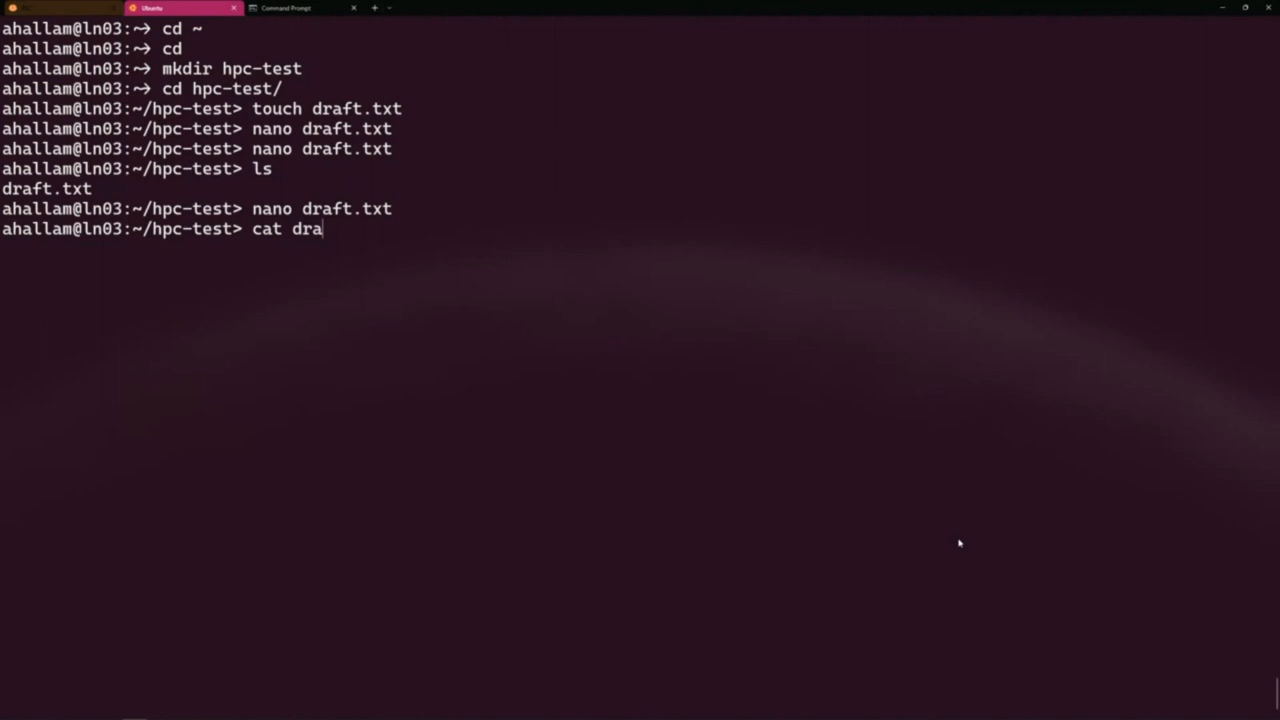 Ubuntu
Command Prompt
ahallam@ln03:~> cd ~
ahallam@ln03:~> cd
ahallam@ln03:~> mkdir hpc-test
ahallam@ln03:~> cd hpc-test/
ahallam@ln03:~/hpc-test> touch draft.txt
ahallam@ln03:~/hpc-test> nano draft.txt
ahallam@ln03:~/hpc-test> nano draft.txt
ahallam@ln03:~/hpc-test> ls
draft.txt
ahallam@ln03:~/hpc-test> nano draft.txt
ahallam@ln03:~/hpc-test> cat dra